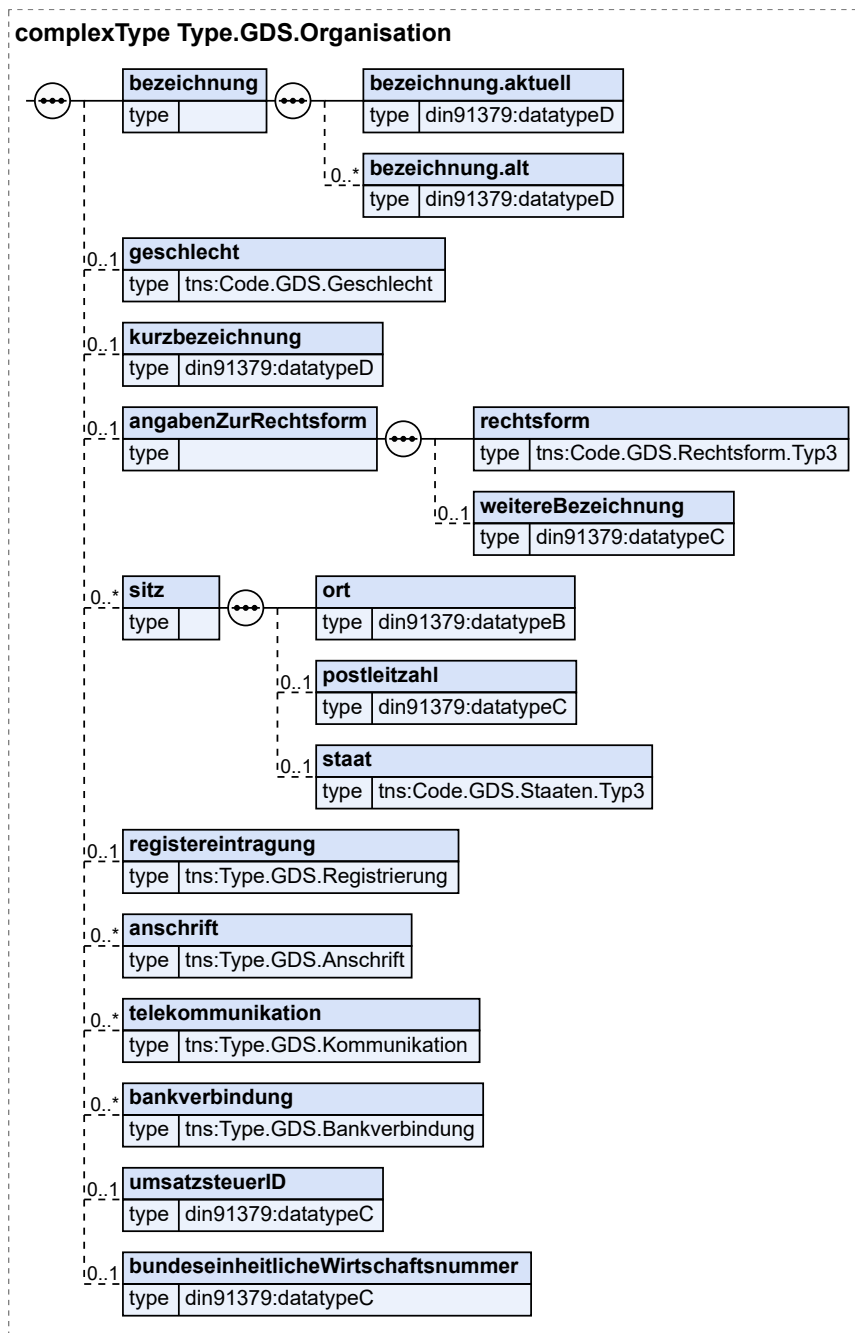 complexType Type.GDS.Organisation
bezeichnung
type
bezeichnung.aktuell
type din91379:datatypeD
0..* bezeichnung.alt
type din91379:datatypeD
0..1 geschlecht
type tns:Code.GDS.Geschlecht
0..1 kurzbezeichnung
type din91379:datatypeD
0..1 angabenZurRechtsform
type
rechtsform
type tns:Code.GDS.Rechtsform.Typ3
0..1 weitereBezeichnung
type din91379:datatypeC
0..* sitz
type
ort
type din91379:datatypeB
0..1 postleitzahl
type din91379:datatypeC
0..1 staat
type tns:Code.GDS.Staaten.Typ3
0..1 registereintragung
type tns:Type.GDS.Registrierung
0..* anschrift
type tns:Type.GDS.Anschrift
0..* telekommunikation
type tns:Type.GDS.Kommunikation
0..* bankverbindung
type tns:Type.GDS.Bankverbindung
0..1 umsatzsteuerID
type din91379:datatypeC
0..1 bundeseinheitlicheWirtschaftsnummer
type din91379:datatypeC